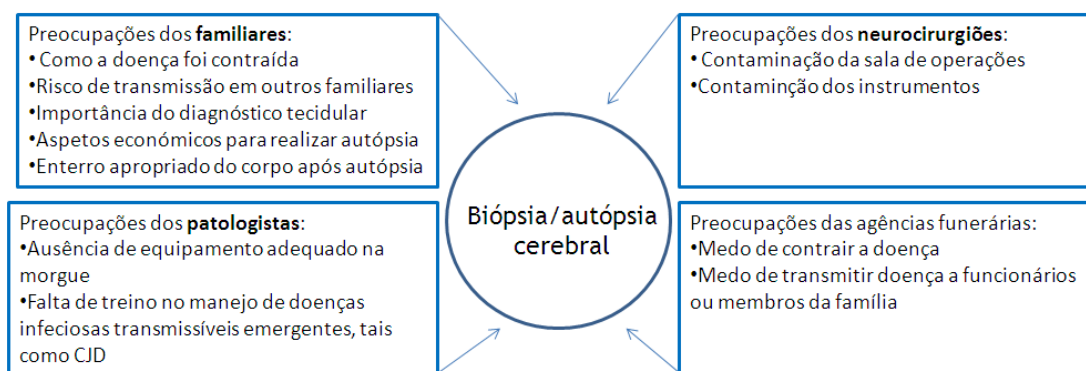 Preocupações dos familiares:
•Como a doença foi contraída
•Risco de transmissão em outros familiares
•Importância do diagnóstico tecidular
•Aspetos económicos para realizar autópsia
•Enterro apropriado do corpo após autópsia
Preocupações dos neurocirurgiões:
• Contaminação da sala de operações
•Contaminção dos instrumentos
Biópsia/autópsia
cerebral
Preocupações dos patologistas:
•Ausência de equipamento adequado na
morgue
•Falta de treino no manejo de doenças
infeciosas transmissíveis emergentes, tais
como CJD
Preocupações das agências funerárias:
•Medo de contrair a doença
•Medo de transmitir doença a funcionários
ou membros da família